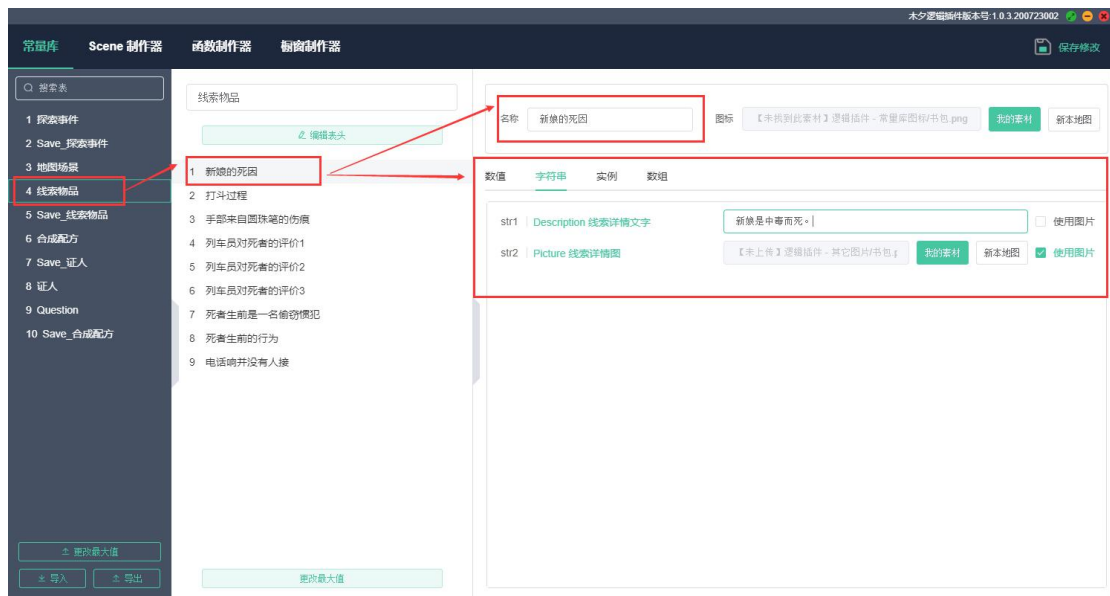 木夕逻辑插件版本号:1.0.3.200723002
常量库 Scene 制作器 函数制作器 橱窗制作器 保存修改
搜索表
1 探索事件
2 Save_探索事件
3 地图场景
4 线索物品
5 Save_线索物品
6 合成配方
7 Save_证人
8 证人
9 Question
10 Save_合成配方
更改最大值
导入 导出
线索物品
编辑表头
1 新娘的死因
2 打斗过程
3 手部来自圆珠笔的伤痕
4 列车员对死者的评价1
5 列车员对死者的评价2
6 列车员对死者的评价3
7 死者生前是一名偷窃惯犯
8 死者生前的行为
9 电话响并没有人接
更改最大值
名称 新娘的死因 图标 【未找到此素材】逻辑插件 - 常量库图标/书包.png 我的素材 新本地图
数值 字符串 实例 数组
str1 Description 线索详情文字 新娘是中毒而死。 使用图片
str2 Picture 线索详情图 【未上传】逻辑插件 - 其它图片/书包.p 我的素材 新本地图 使用图片